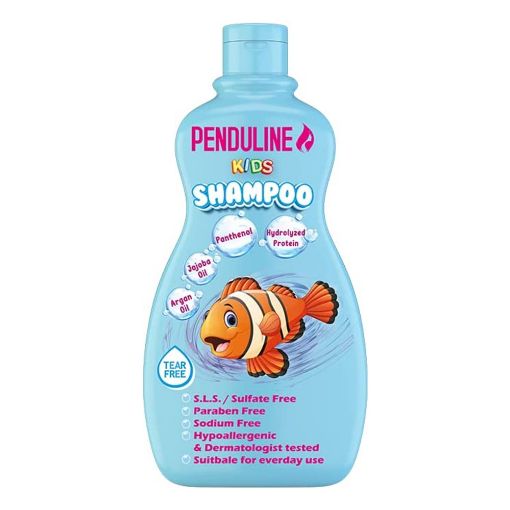 PENDULINE
KIDS
SHAMPOO
Panthenol
Hydrolyzed
Protein
Jojoba
Oil
Argan
Oil
TEAR
FREE
S.L.S. / Sulfate Free
Paraben Free
Sodium Free
Hypoallergenic
& Dermatologist tested
Suitbale for everday use